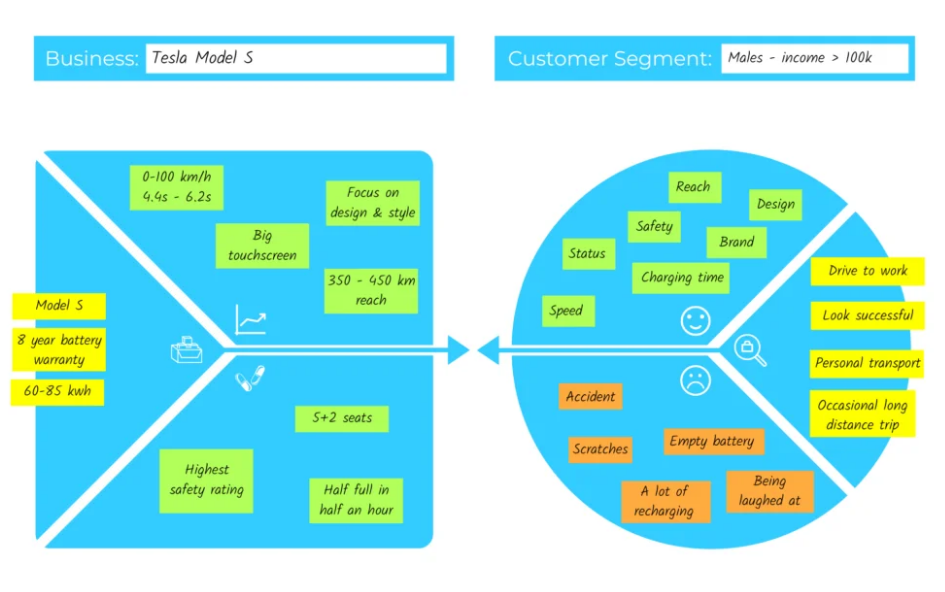 Business: Tesla Model S
Customer Segment: Males - income > 100k
0-100 km/h
4.4s - 6.2s
Focus on
design & style
Big
touchscreen
350 - 450 km
reach
Model S
8 year battery
warranty
60-85 kwh
5+2 seats
Highest
safety rating
Half full in
half an hour
Reach
Design
Safety
Brand
Status
Charging time
Speed
Drive to work
Look successful
Personal transport
Occasional long
distance trip
Accident
Empty battery
Scratches
A lot of
recharging
Being
laughed at